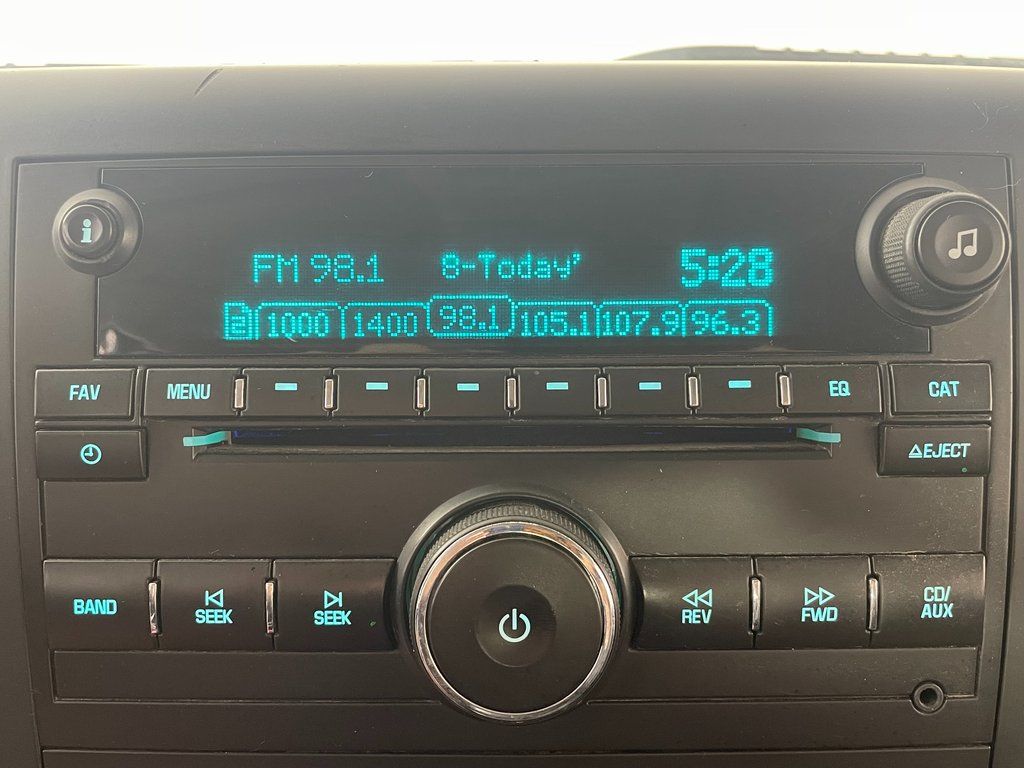 FM 98.1 8-Today' 5:28
2 1000 1400 98.1 105.1 107.9 96.3
FAV MENU EQ CAT
EJECT
BAND SEEK SEEK REV FWD CD/
AUX